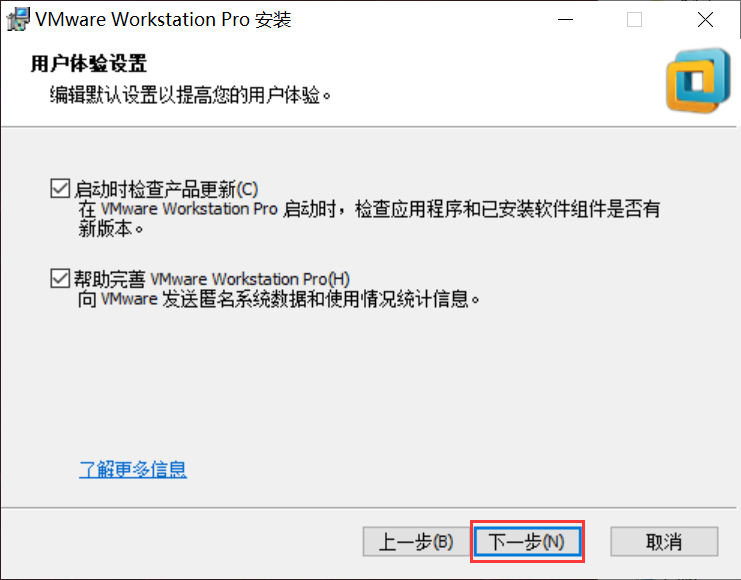 VMware Workstation Pro 安装
用户体验设置
编辑默认设置以提高您的用户体验。
启动时检查产品更新(C)
在 VMware Workstation Pro 启动时，检查应用程序和已安装软件组件是否有
新版本。
帮助完善 VMware Workstation Pro(H)
向 VMware 发送匿名系统数据和使用情况统计信息。
了解更多信息
上一步(B) 下一步(N) 取消